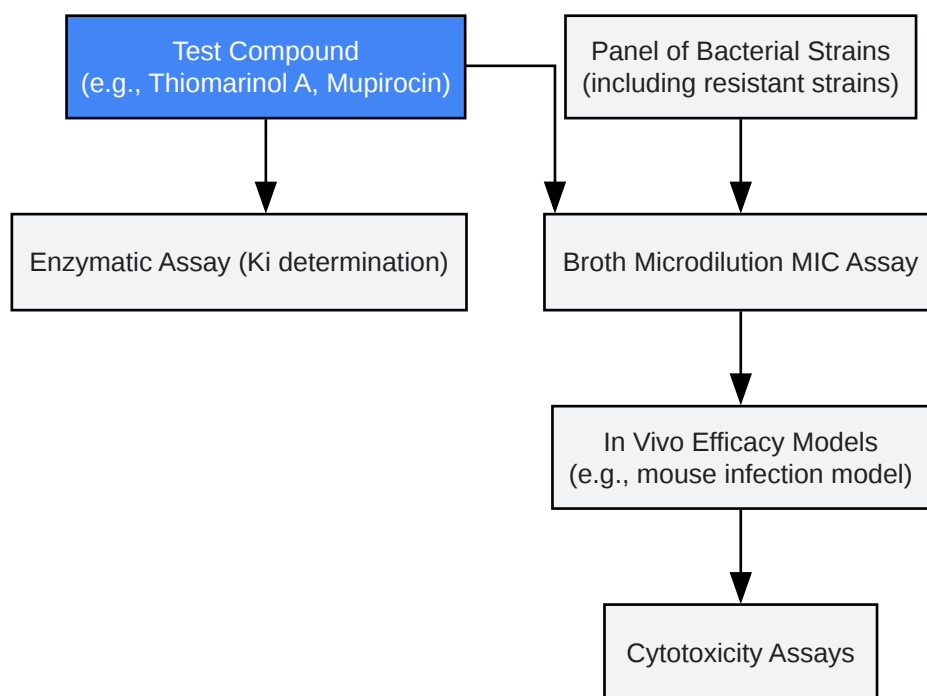 Test Compound
(e.g., Thiomarinol A, Mupirocin)
Panel of Bacterial Strains
(including resistant strains)
Enzymatic Assay (Ki determination)
Broth Microdilution MIC Assay
In Vivo Efficacy Models
(e.g., mouse infection model)
Cytotoxicity Assays